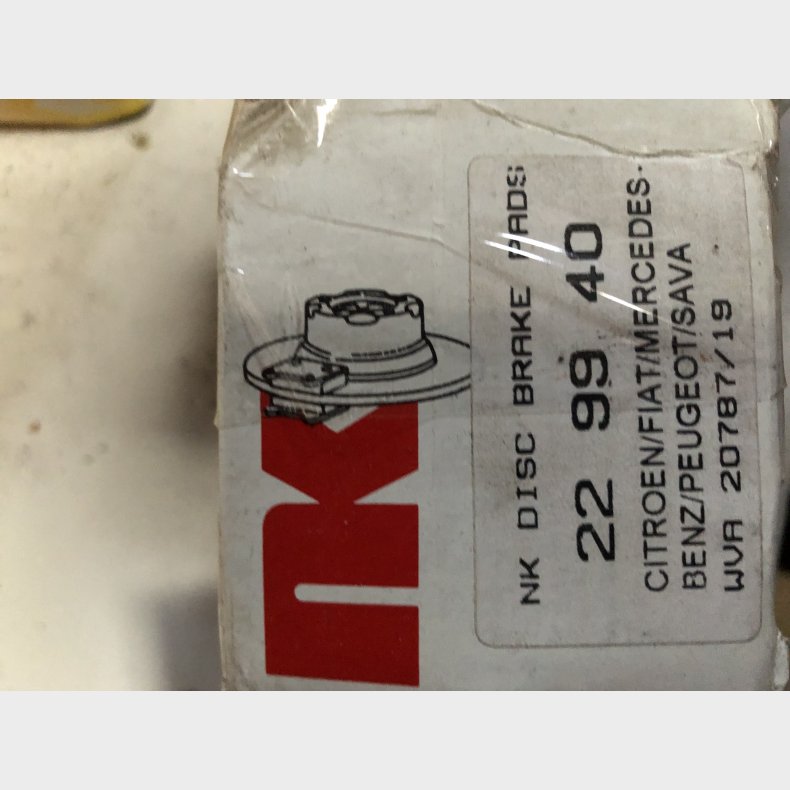 NK
NK DISC BRAKE PADS
22 99 40
CITROEN/FIAT/MERCEDES-
BENZ/PEUGEOT/SAVA
WVA 20787/19